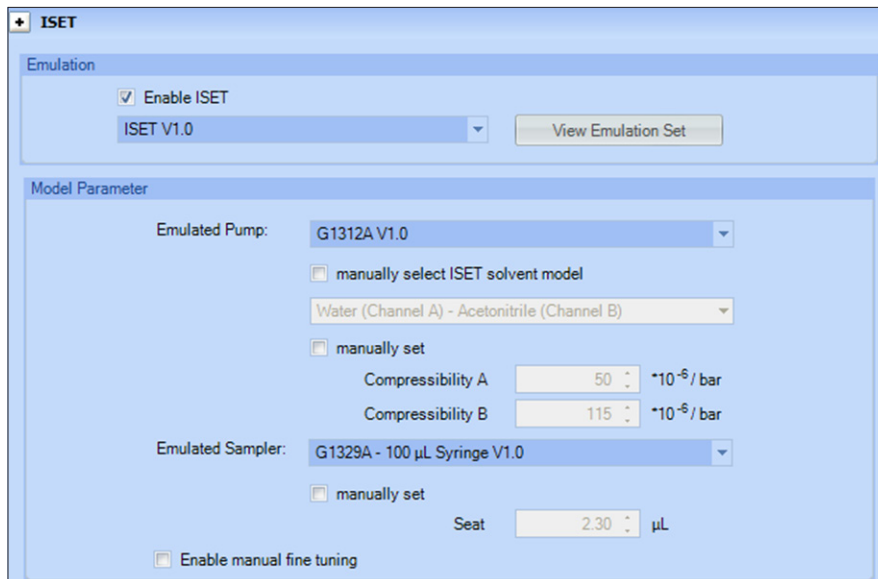 + ISET
Emulation
Enable ISET
ISET V1.0
View Emulation Set
Model Parameter
Emulated Pump: G1312A V1.0
manually select ISET solvent model
Water (Channel A) - Acetonitrile (Channel B)
manually set
Compressibility A 50 *10⁻⁶ / bar
Compressibility B 115 *10⁻⁶ / bar
Emulated Sampler: G1329A - 100 µL Syringe V1.0
manually set
Seat 2.30 µL
Enable manual fine tuning